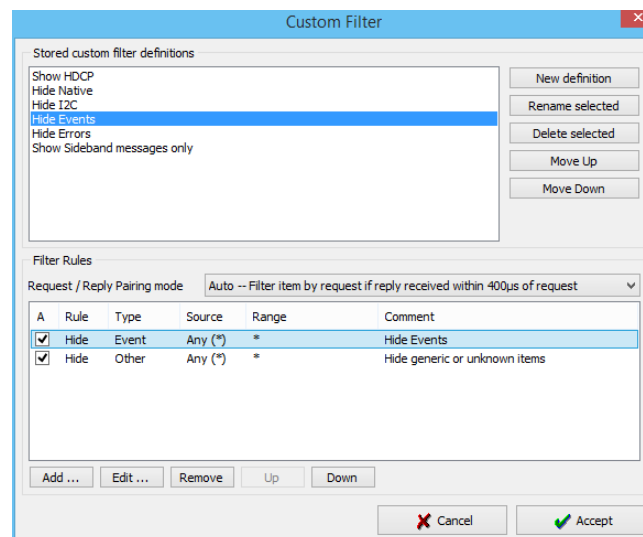 Custom Filter
Stored custom filter definitions
Show HDCP
Hide Native
Hide I2C
Hide Events
Hide Errors
Show Sideband messages only
New definition
Rename selected
Delete selected
Move Up
Move Down
Filter Rules
Request / Reply Pairing mode Auto -- Filter item by request if reply received within 400µs of request
A Rule Type Source Range Comment
Hide Event Any (*) * Hide Events
Hide Other Any (*) * Hide generic or unknown items
Add ... Edit ... Remove Up Down
Cancel Accept